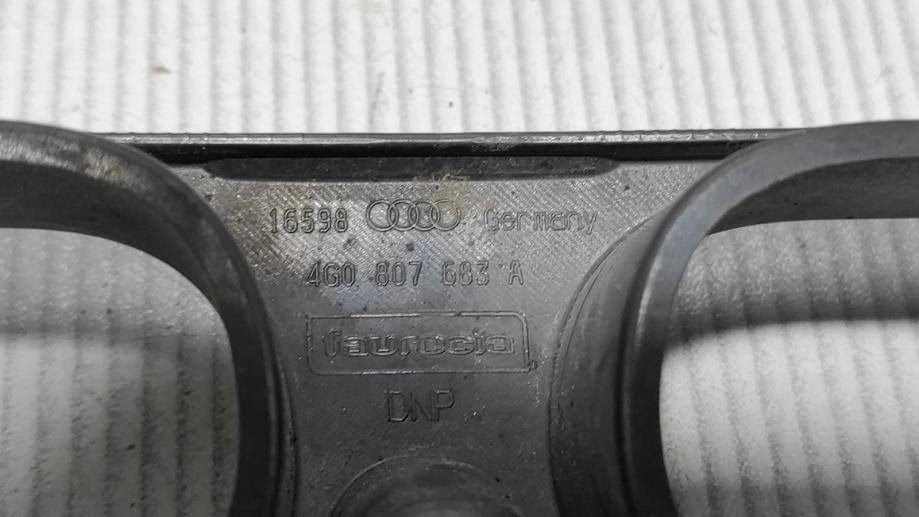 16598 Germany
4G0 807 683 A
faurecia
DNP